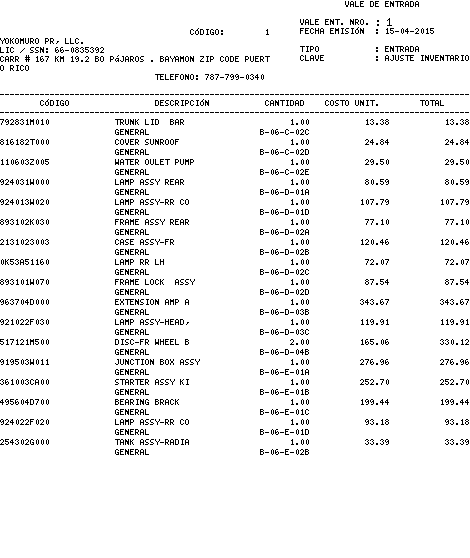 VALE DE ENTRADA
VALE ENT. NRO. : 1
CÓDIGO: 1 FECHA EMISIÓN : 15-04-2015
YOKOMURO PR, LLC.
LIC / SSN: 66-0835392 TIPO : ENTRADA
CARR # 167 KM 19.2 BO PÁJAROS . BAYAMON ZIP CODE PUERT CLAVE : AJUSTE INVENTARIO
O RICO
TELEFONO: 787-799-0340
CÓDIGO DESCRIPCIÓN CANTIDAD COSTO UNIT. TOTAL
792831M010 TRUNK LID BAR 1.00 13.38 13.38
GENERAL B-06-C-02C
816182T000 COVER SUNROOF 1.00 24.84 24.84
GENERAL B-06-C-02D
110603Z005 WATER OULET PUMP 1.00 29.50 29.50
GENERAL B-06-C-02E
924031W000 LAMP ASSY REAR 1.00 80.59 80.59
GENERAL B-06-D-01A
924013W020 LAMP ASSY-RR CO 1.00 107.79 107.79
GENERAL B-06-D-01D
893102K030 FRAME ASSY REAR 1.00 77.10 77.10
GENERAL B-06-D-02A
2131023003 CASE ASSY-FR 1.00 120.46 120.46
GENERAL B-06-D-02B
0K53A51160 LAMP RR LH 1.00 72.07 72.07
GENERAL B-06-D-02C
893101W070 FRAME LOCK ASSY 1.00 87.54 87.54
GENERAL B-06-D-02D
963704D000 EXTENSION AMP A 1.00 343.67 343.67
GENERAL B-06-D-03B
921022F030 LAMP ASSY-HEAD, 1.00 119.91 119.91
GENERAL B-06-D-03C
517121M500 DISC-FR WHEEL B 2.00 165.06 330.12
GENERAL B-06-D-04B
919503W011 JUNCTION BOX ASSY 1.00 276.96 276.96
GENERAL B-06-E-01A
361003CA00 STARTER ASSY KI 1.00 252.70 252.70
GENERAL B-06-E-01B
495604D700 BEARING BRACK 1.00 199.44 199.44
GENERAL B-06-E-01C
924022F020 LAMP ASSY-RR CO 1.00 93.18 93.18
GENERAL B-06-E-01D
254302G000 TANK ASSY-RADIA 1.00 33.39 33.39
GENERAL B-06-E-02B